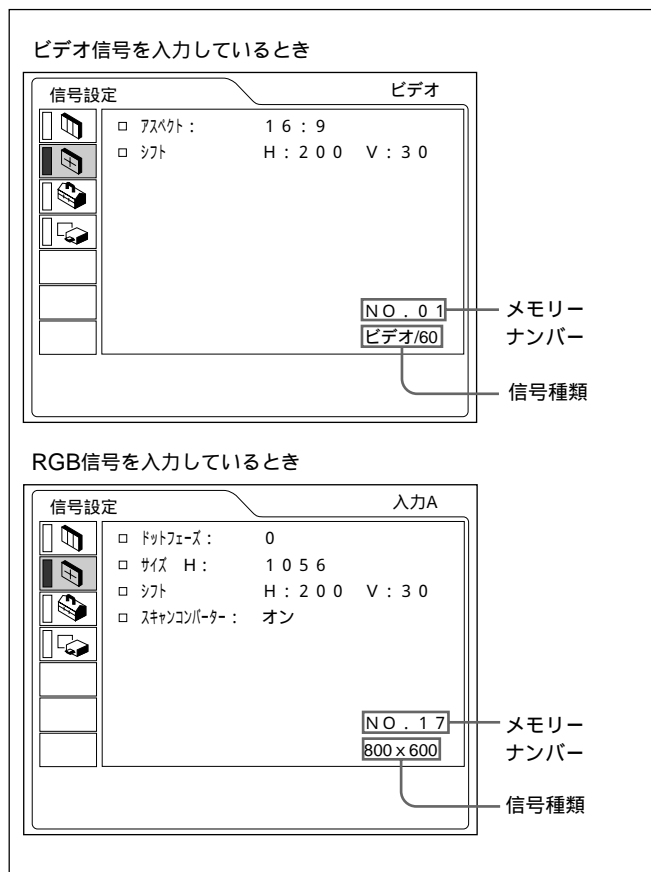 ビデオ信号を入力しているとき
信号設定 ビデオ
ｱｽﾍﾟｸﾄ： 16：9
ｼﾌﾄ H：200 V：30
NO．01
ビデオ/60
メモリー
ナンバー
信号種類
RGB信号を入力しているとき
信号設定 入力A
ﾄﾞｯﾄﾌｪｰｽﾞ： 0
ｻｲｽﾞ H： 1056
ｼﾌﾄ H：200 V：30
ｽｷｬﾝｺﾝﾊﾞｰﾀｰ： オン
NO．17
800×600
メモリー
ナンバー
信号種類